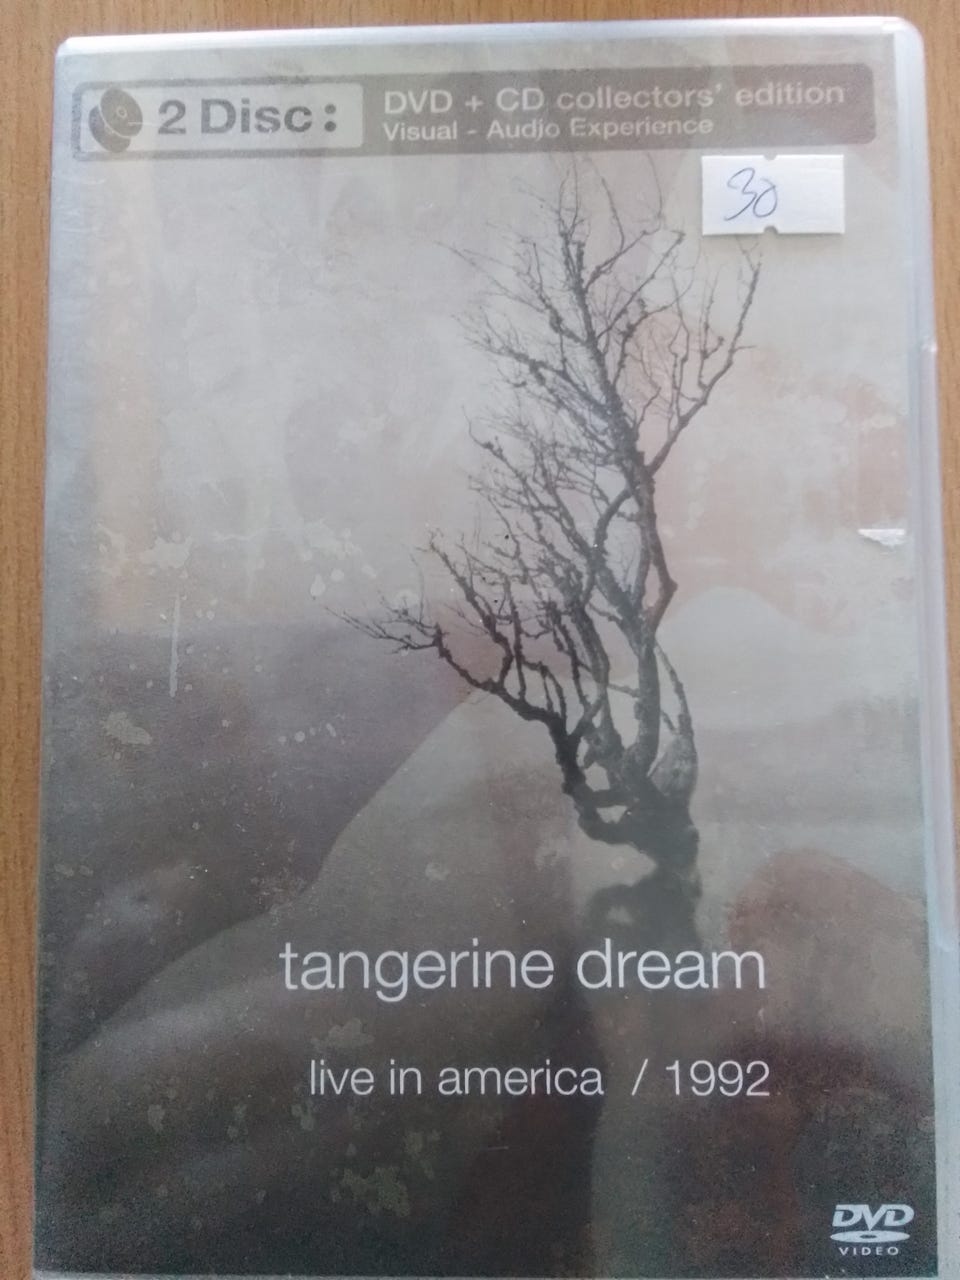 2 Disc:
DVD + CD collectors' edition
Visual - Audio Experience
30
tangerine dream
live in america / 1992
DVD
VIDEO